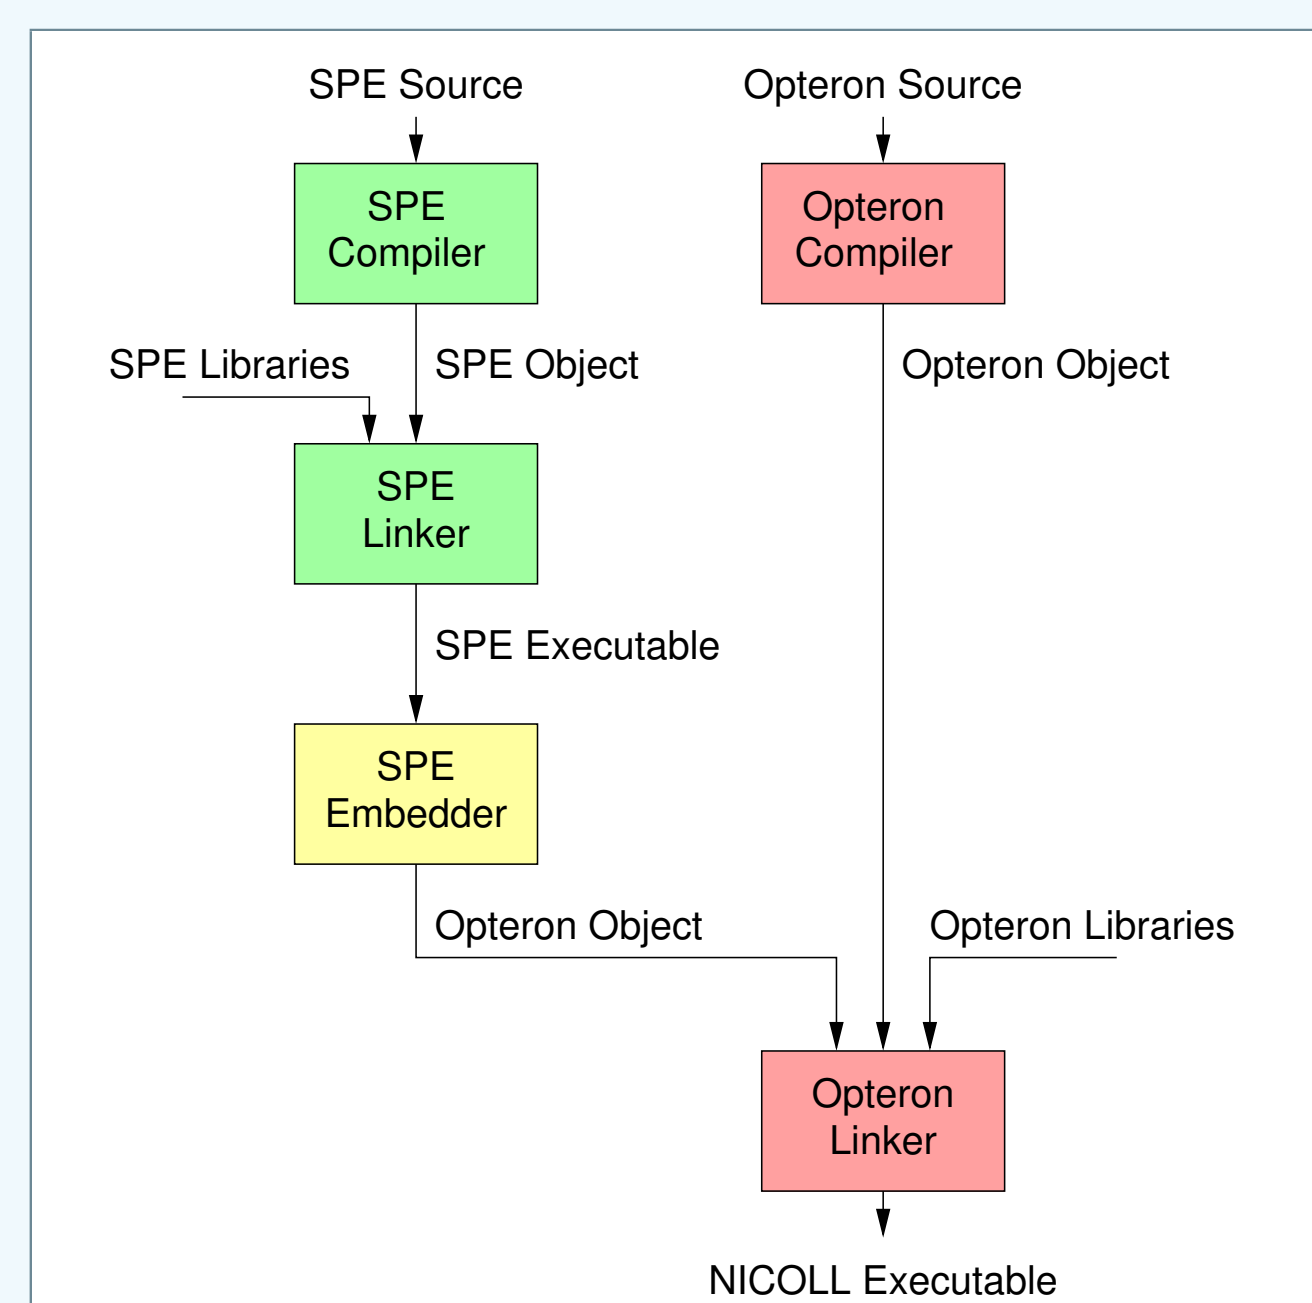 SPE Source
Opteron Source
SPE
Compiler
Opteron
Compiler
SPE Libraries
SPE Object
Opteron Object
SPE
Linker
SPE Executable
SPE
Embedder
Opteron Object
Opteron Libraries
Opteron
Linker
NICOLL Executable